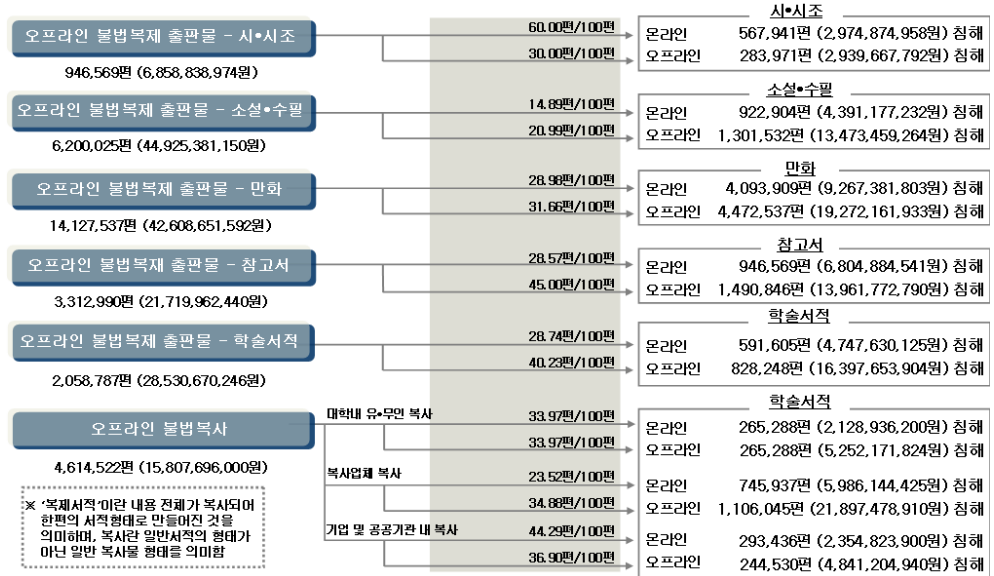 시•시조
오프라인 불법복제 출판물 - 시•시조
946,569편 (6,858,838,974원)
60.00편/100편
30.00편/100편
온라인 567,941편 (2,974,874,958원) 침해
오프라인 283,971편 (2,939,667,792원) 침해
소설•수필
오프라인 불법복제 출판물 - 소설•수필
6,200,025편 (44,925,381,150원)
14.89편/100편
20.99편/100편
온라인 922,904편 (4,391,177,232원) 침해
오프라인 1,301,532편 (13,473,459,264원) 침해
만화
오프라인 불법복제 출판물 - 만화
14,127,537편 (42,608,651,592원)
28.98편/100편
31.66편/100편
온라인 4,093,909편 (9,267,381,803원) 침해
오프라인 4,472,537편 (19,272,161,933원) 침해
참고서
오프라인 불법복제 출판물 - 참고서
3,312,990편 (21,719,962,440원)
28.57편/100편
45.00편/100편
온라인 946,569편 (6,804,884,541원) 침해
오프라인 1,490,846편 (13,961,772,790원) 침해
학술서적
오프라인 불법복제 출판물 - 학술서적
2,058,787편 (28,530,670,246원)
28.74편/100편
40.23편/100편
온라인 591,605편 (4,747,630,125원) 침해
오프라인 828,248편 (16,397,653,904원) 침해
학술서적
오프라인 불법복사
4,614,522편 (15,807,696,000원)
대학내 유•무인 복사
33.97편/100편
33.97편/100편
온라인 265,288편 (2,128,936,200원) 침해
오프라인 265,288편 (5,252,171,824원) 침해
복사업체 복사
23.52편/100편
34.88편/100편
온라인 745,937편 (5,986,144,425원) 침해
오프라인 1,106,045편 (21,897,478,910원) 침해
기업 및 공공기관 내 복사
44.29편/100편
36.90편/100편
온라인 293,436편 (2,354,823,900원) 침해
오프라인 244,530편 (4,841,204,940원) 침해
※ ‘복제서적’이란 내용 전체가 복사되어
한편의 서적형태로 만들어진 것을
의미하며, 복사란 일반서적의 형태가
아닌 일반 복사물 형태를 의미함